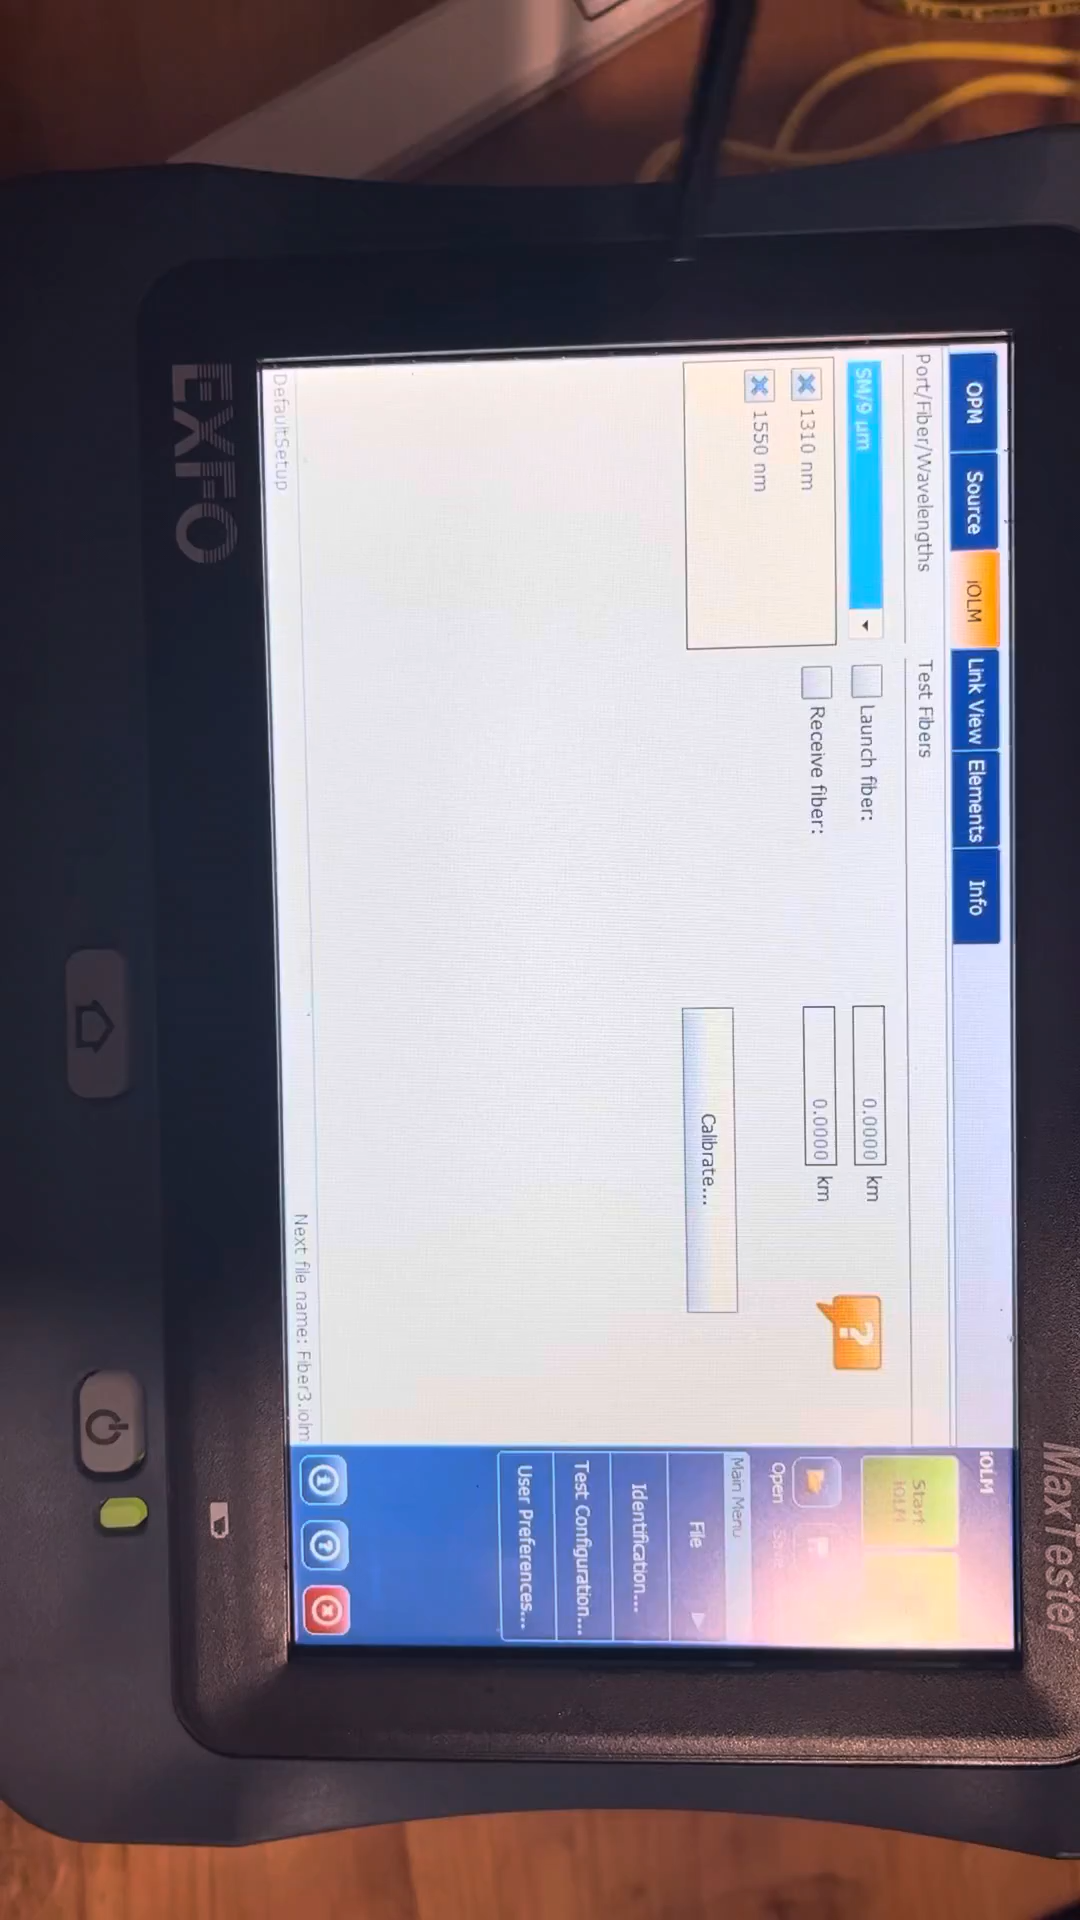 MaxTester
OPM Source iOLM Link View Elements Info
iOLM
Port/Fiber/Wavelengths
SM/9 µm
1310 nm
1550 nm
Test Fibers
Launch fiber: 0.0000 km
Receive fiber: 0.0000 km
Calibrate...
?
Start
iOLM
Open Save
Main Menu
File
Identification...
Test Configuration...
User Preferences...
DefaultSetup
Next file name: Fiber3.iolm
EXFO